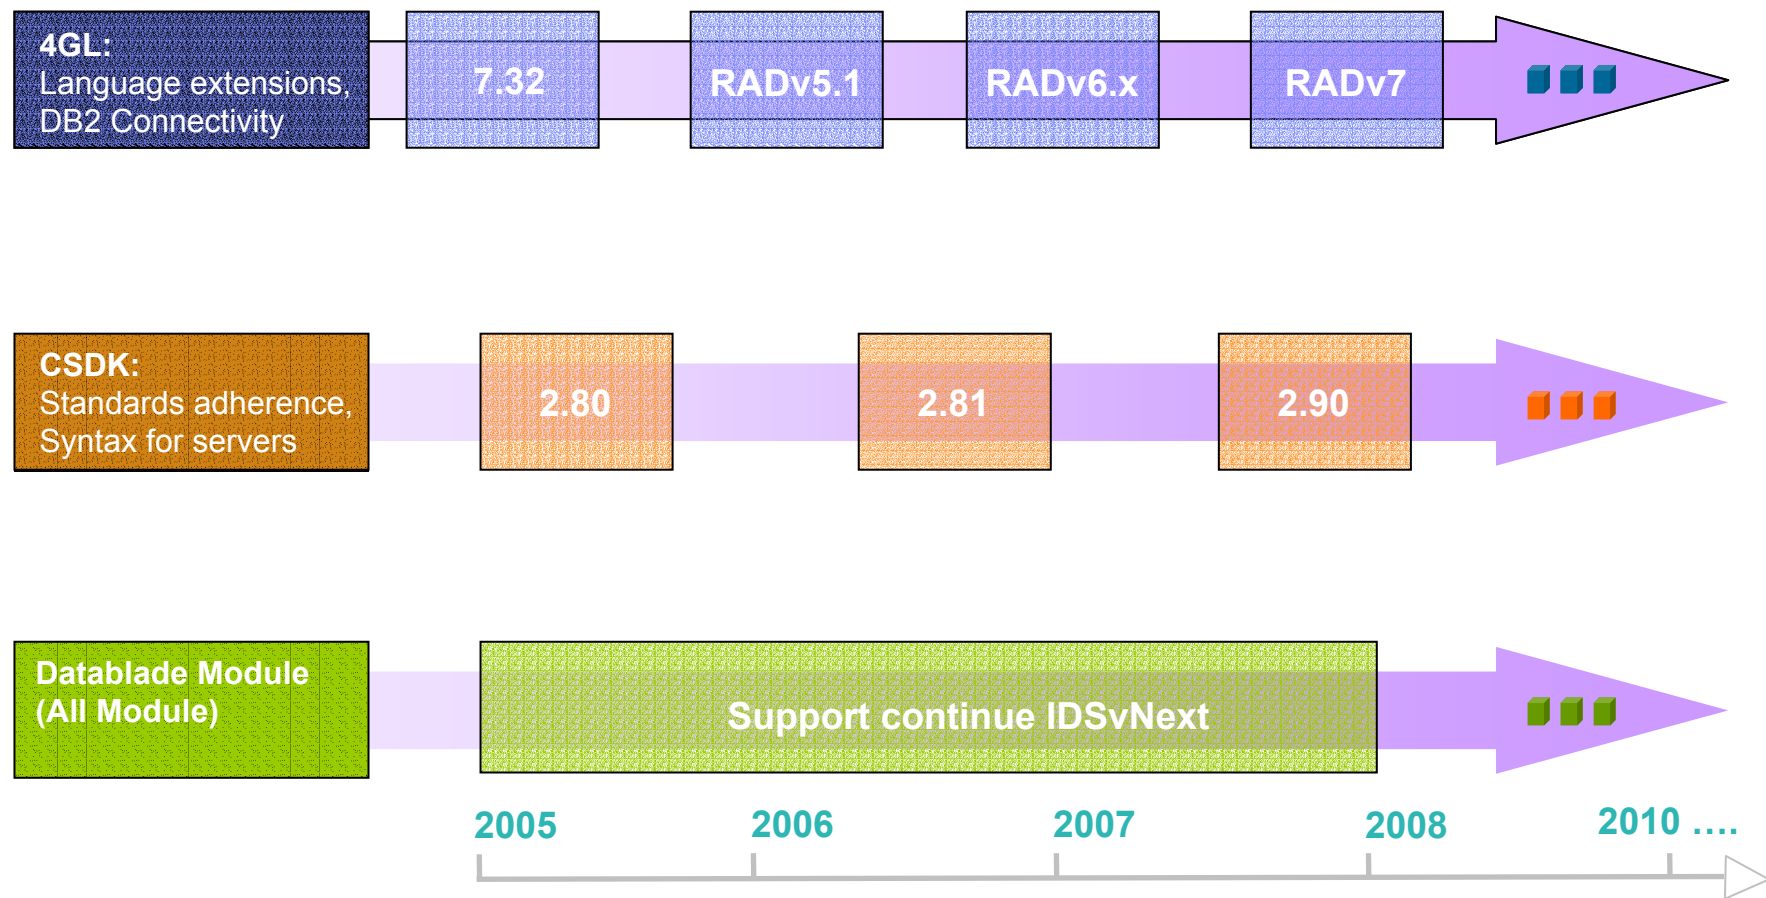 4GL:
Language extensions,
DB2 Connectivity
7.32
RADv5.1
RADv6.x
RADv7
CSDK:
Standards adherence,
Syntax for servers
2.80
2.81
2.90
Datablade Module
(All Module)
Support continue IDSvNext
2005
2006
2007
2008
2010 ....